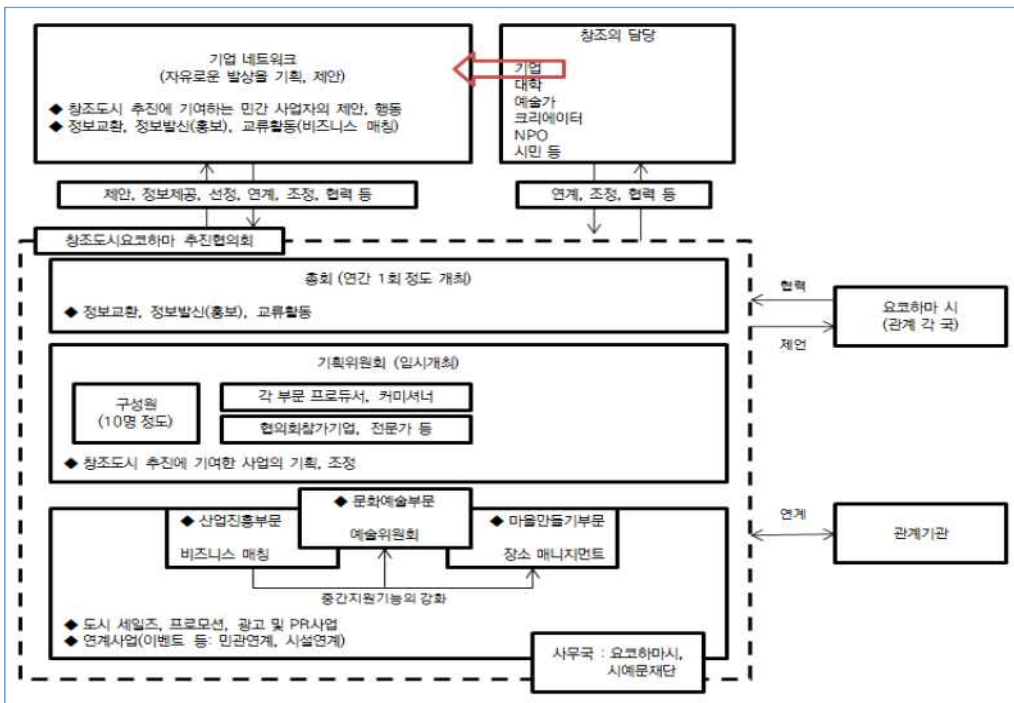 기업 네트워크
(자유로운 발상을 기획, 제안)
◆ 창조도시 추진에 기여하는 민간 사업자의 제안, 행동
◆ 정보교환, 정보발신(홍보), 교류활동(비즈니스 매칭)
창조의 담당
기업
대학
예술가
크리에이터
NPO
시민 등
제안, 정보제공, 선정, 연계, 조정, 협력 등
연계, 조정, 협력 등
창조도시요코하마 추진협의회
총회 (연간 1회 정도 개최)
◆ 정보교환, 정보발신(홍보), 교류활동
협력
제언
요코하마 시
(관계 각 국)
기획위원회 (임시개최)
구성원
(10명 정도)
각 부문 프로듀서, 커미셔너
협의회참가기업, 전문가 등
◆ 창조도시 추진에 기여한 사업의 기획, 조정
◆ 산업진흥부문
비즈니스 매칭
◆ 문화예술부문
예술위원회
◆ 마을만들기부문
장소 매니지먼트
중간지원기능의 강화
◆ 도시 세일즈, 프로모션, 광고 및 PR사업
◆ 연계사업(이벤트 등: 민관연계, 시설연계)
연계
관계기관
사무국 : 요코하마시,
시예문재단